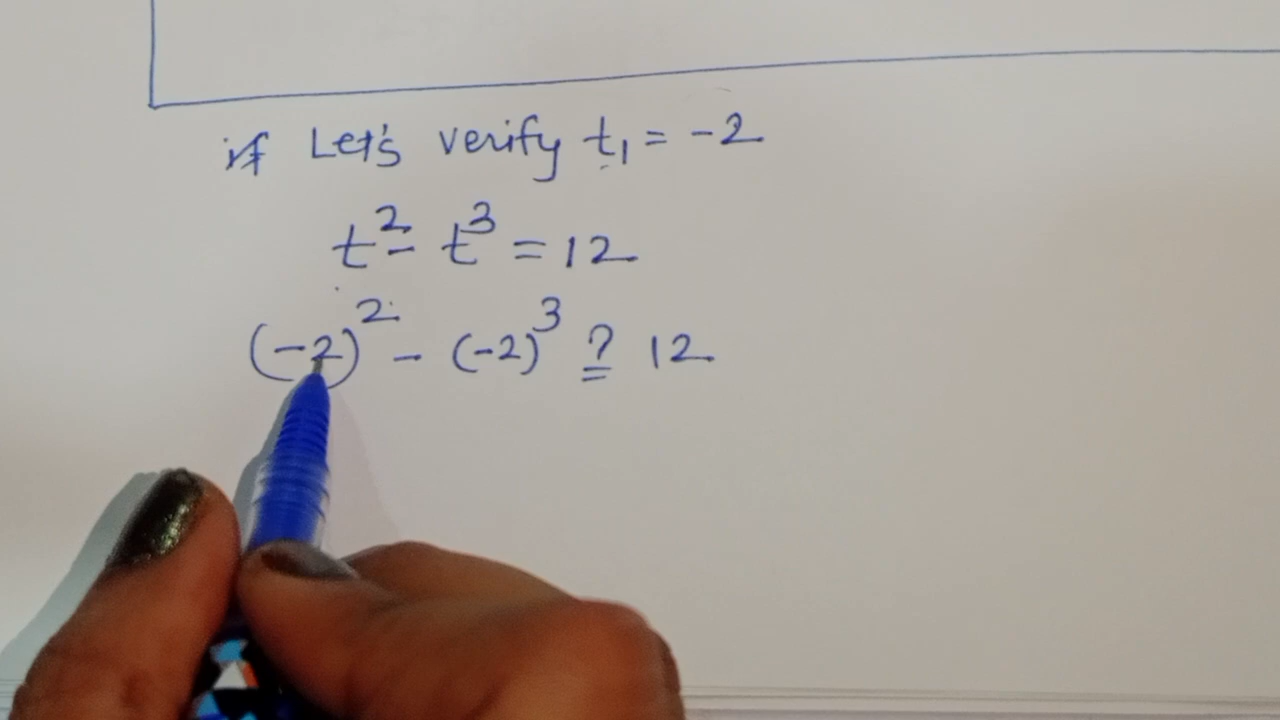 if Let's verify t₁ = -2
t² - t³ = 12
(-2)² - (-2)³ ≟ 12